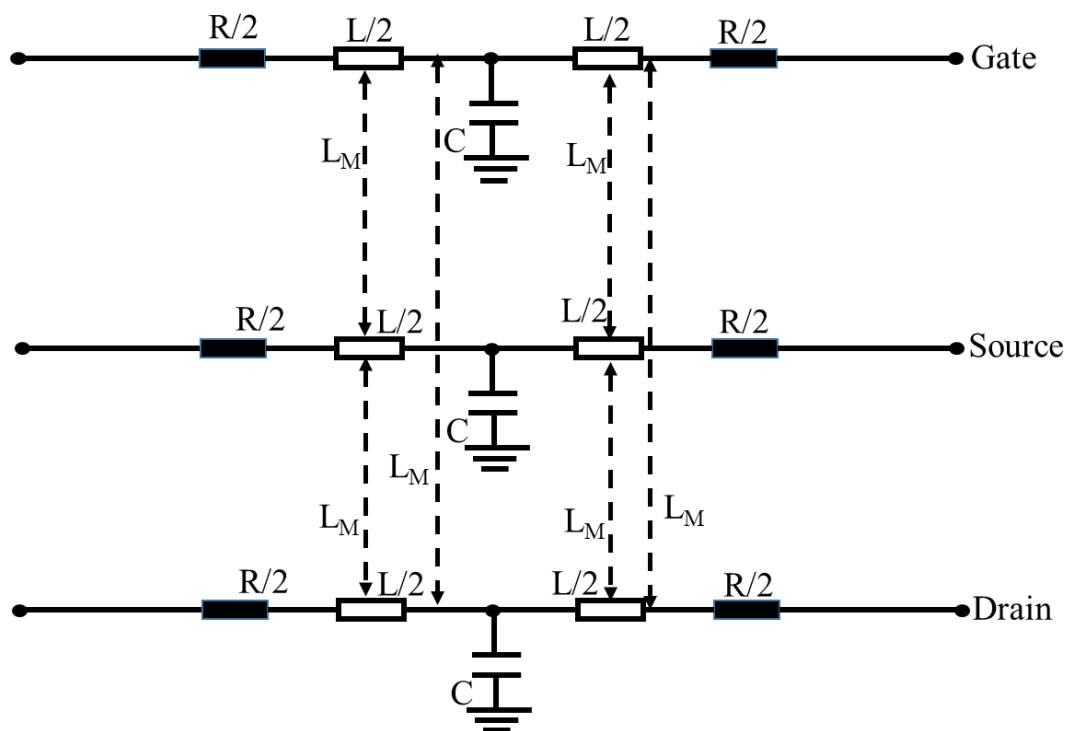 R/2 L/2 L/2 R/2
Gate
C
L_M L_M
R/2 L/2 L/2 R/2
Source
C
L_M L_M
L_M L_M
R/2 L/2 L/2 R/2
Drain
C